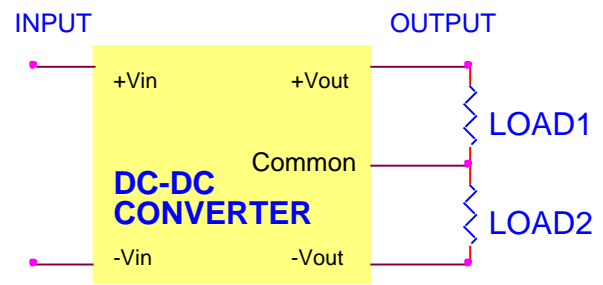 INPUT
OUTPUT
+Vin
+Vout
LOAD1
Common
DC-DC
CONVERTER
LOAD2
-Vin
-Vout